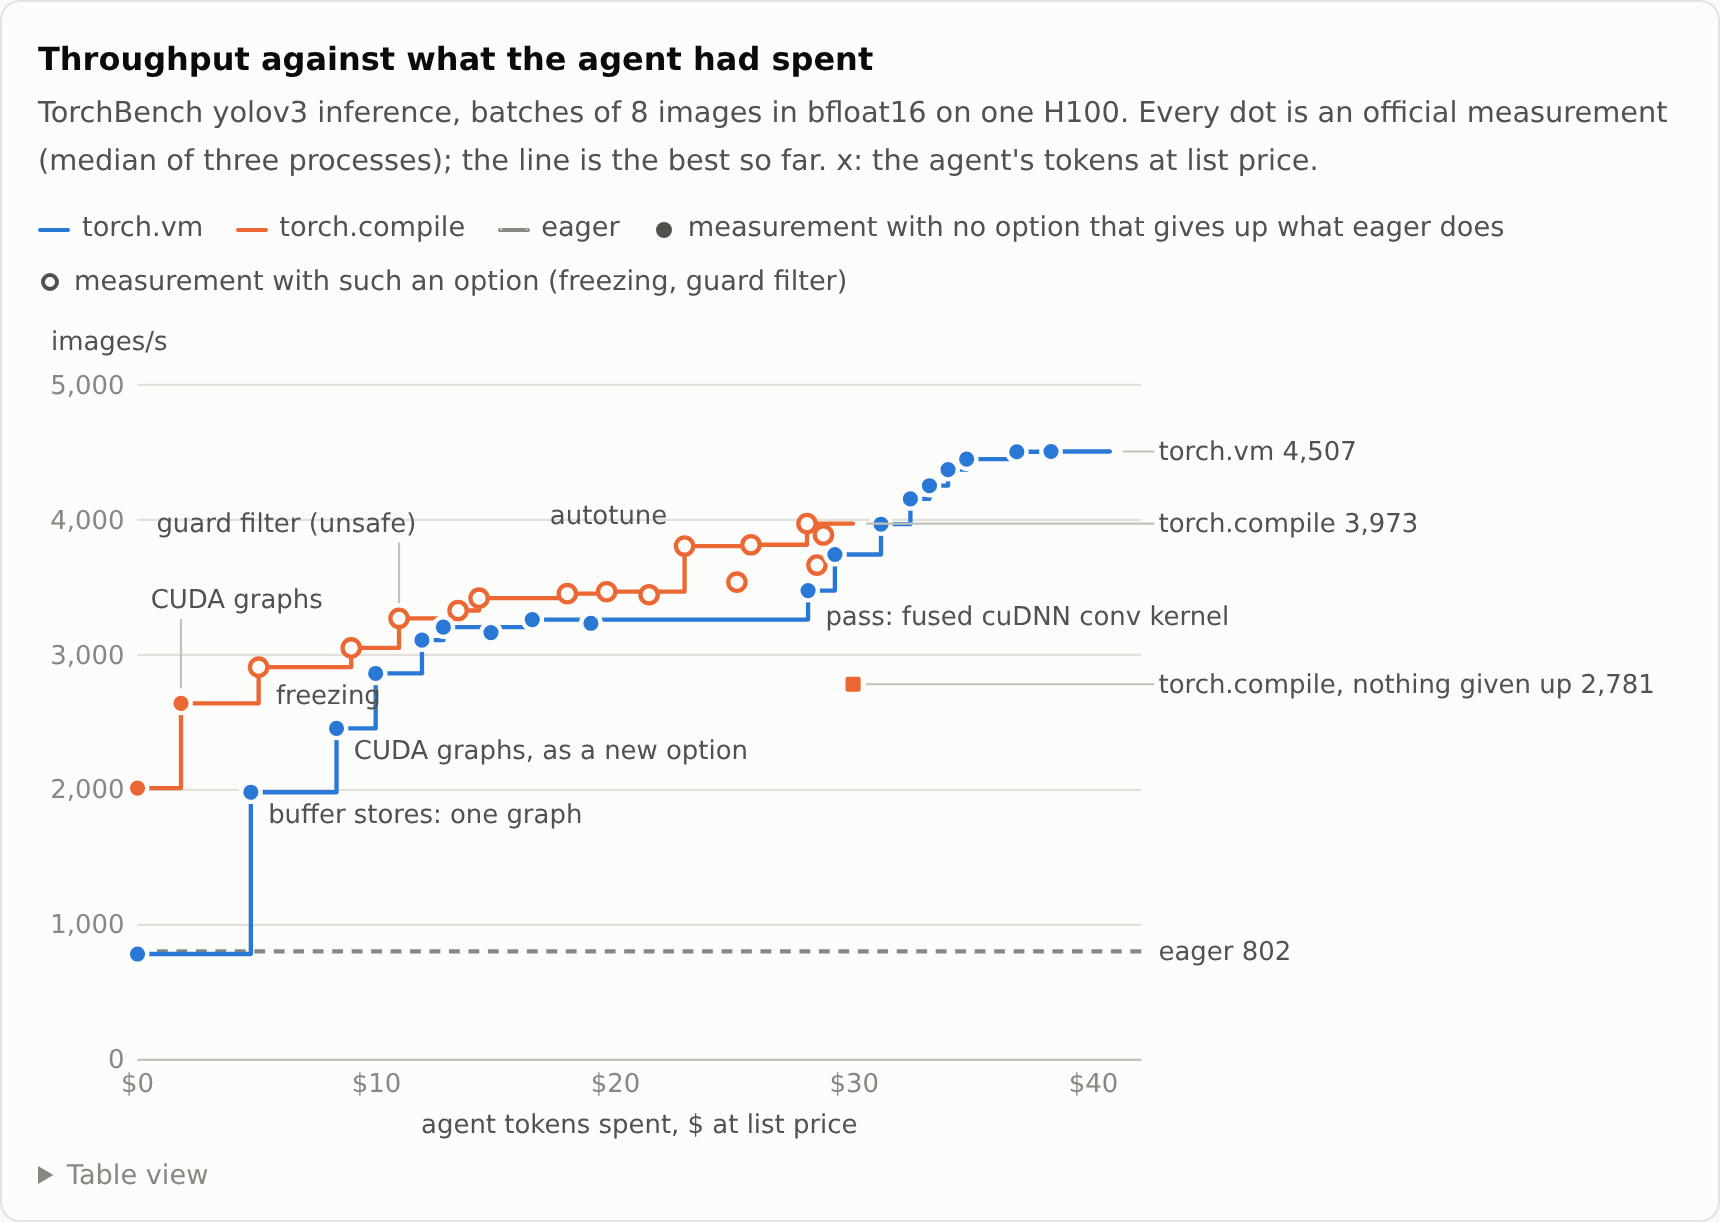 Throughput against what the agent had spent
TorchBench yolov3 inference, batches of 8 images in bfloat16 on one H100. Every dot is an official measurement
(median of three processes); the line is the best so far. x: the agent's tokens at list price.
torch.vm torch.compile eager measurement with no option that gives up what eager does
measurement with such an option (freezing, guard filter)
images/s
5,000
torch.vm 4,507
autotune
4,000
guard filter (unsafe)
torch.compile 3,973
CUDA graphs
pass: fused cuDNN conv kernel
3,000
torch.compile, nothing given up 2,781
freezing
CUDA graphs, as a new option
2,000
buffer stores: one graph
1,000
eager 802
0
$0 $10 $20 $30 $40
agent tokens spent, $ at list price
Table view